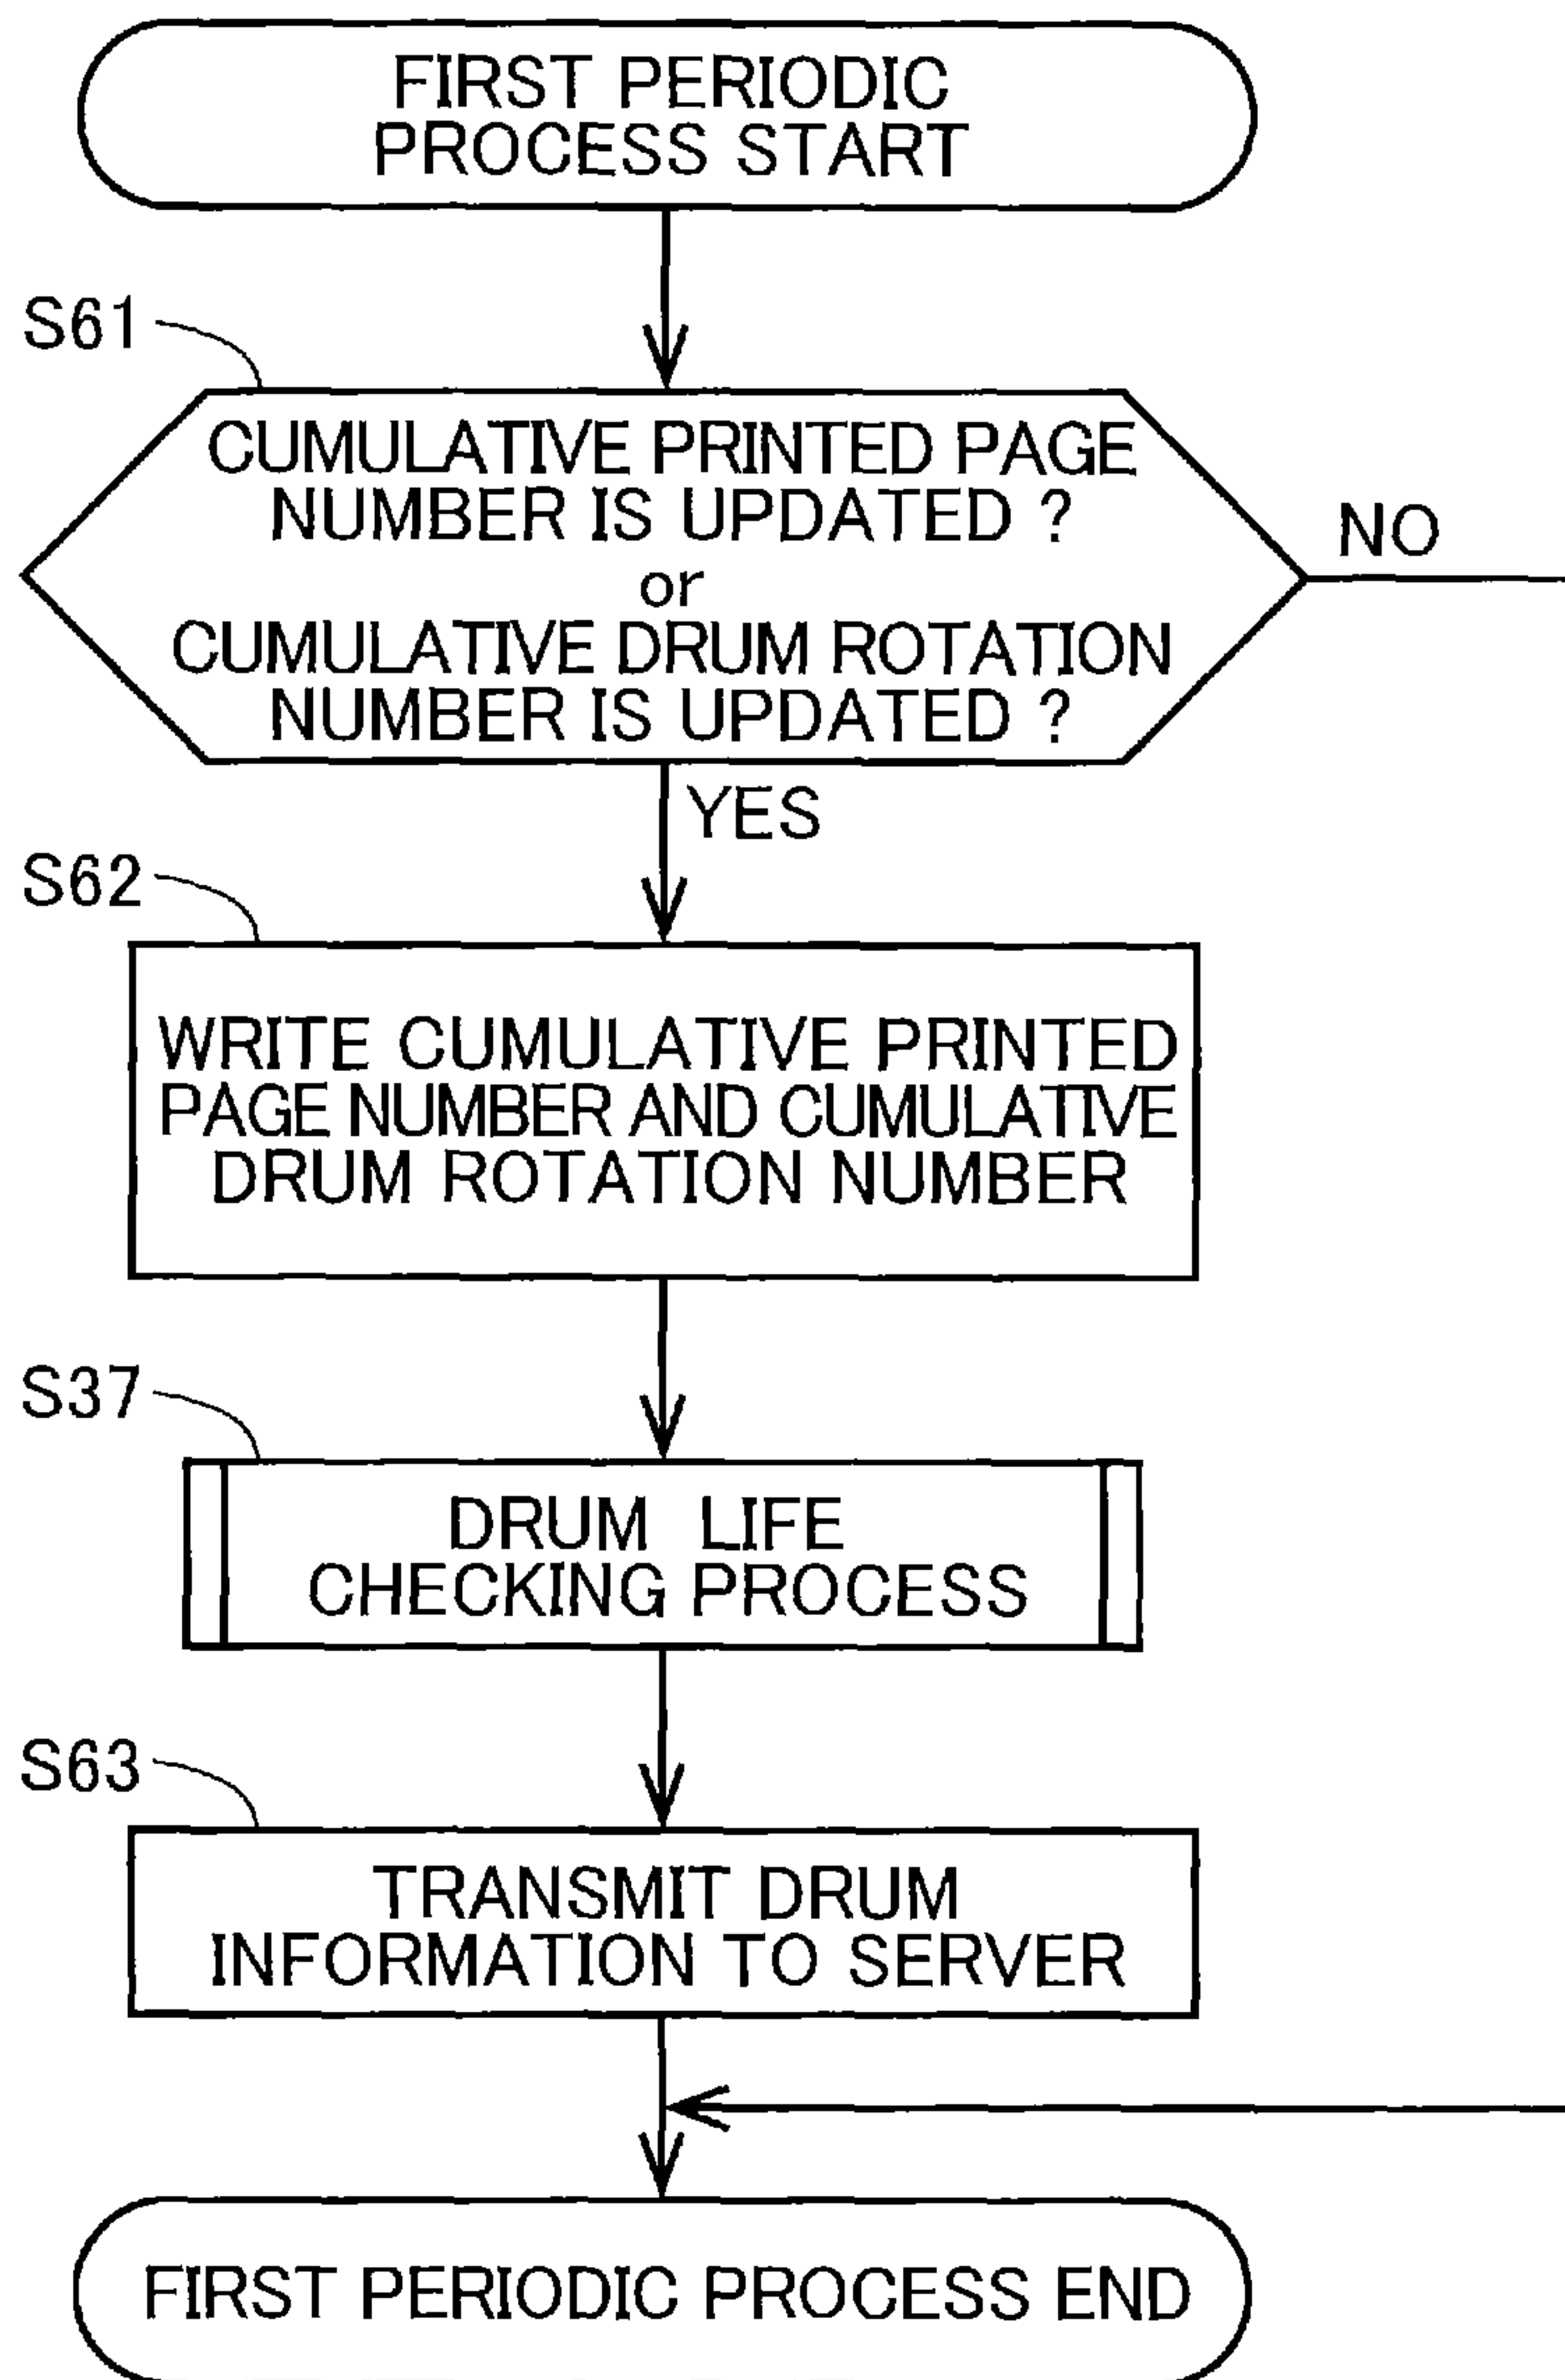 FIRST PERIODIC
PROCESS START
S61
CUMULATIVE PRINTED PAGE
NUMBER IS UPDATED ?
or
CUMULATIVE DRUM ROTATION
NUMBER IS UPDATED ?
NO
YES
S62
WRITE CUMULATIVE PRINTED
PAGE NUMBER AND CUMULATIVE
DRUM ROTATION NUMBER
S37
DRUM LIFE
CHECKING PROCESS
S63
TRANSMIT DRUM
INFORMATION TO SERVER
FIRST PERIODIC PROCESS END